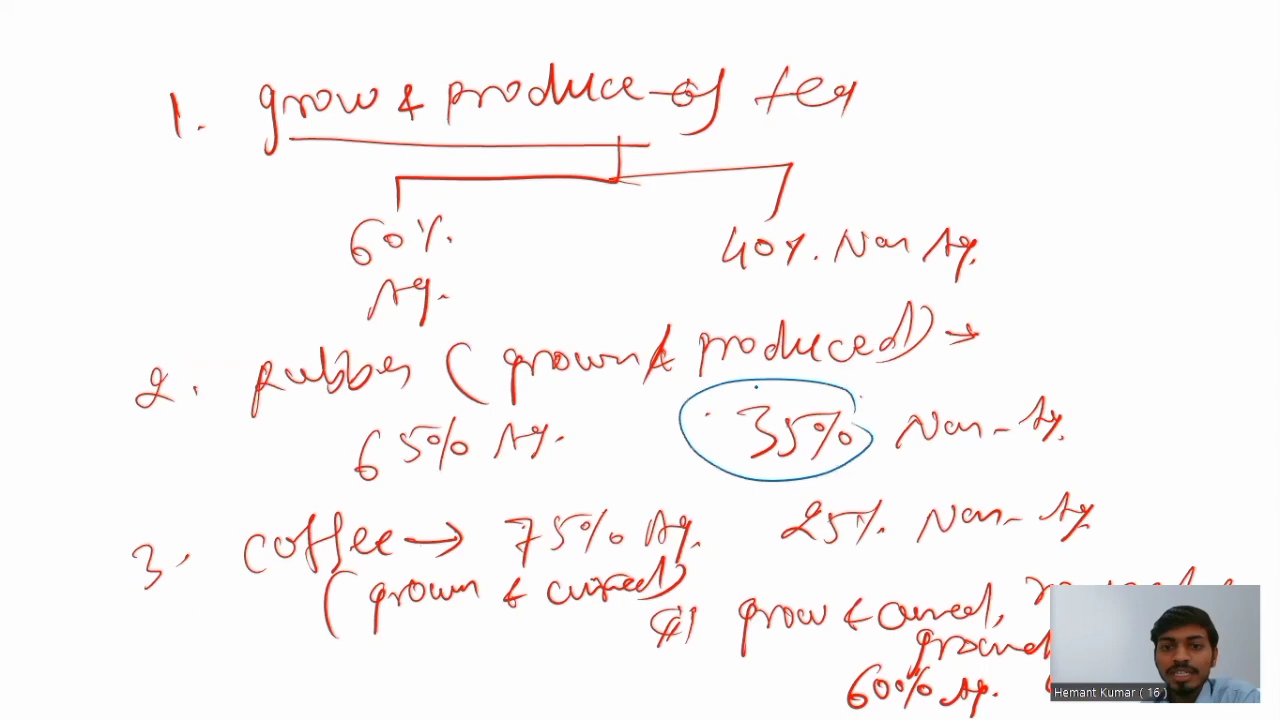 1. grow & produce of tea
60% Ag.
40% Non Ag.
2. Rubber (grown & produced) →
65% Ag. 35% Non-Ag.
3. coffee → 75% Ag. 25% Non-Ag.
(grown & cured)
grow & cured,
ground
60% Ag.
Hemant Kumar ( 16 )